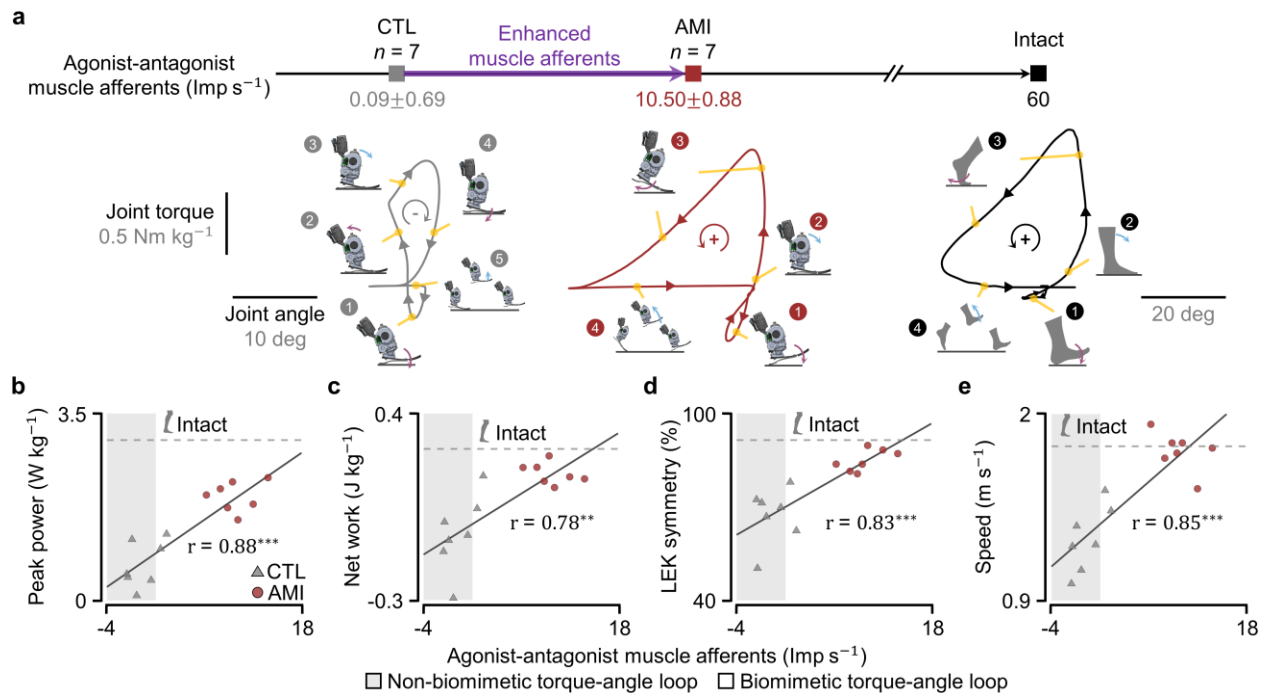 a
CTL
n = 7
Enhanced
muscle afferents
AMI
n = 7
Intact
Agonist-antagonist
muscle afferents (Imp s⁻¹)
0.09±0.69
10.50±0.88
60
3
4
2
-
5
1
3
2
+
4
1
3
2
+
4
1
Joint torque
0.5 Nm kg⁻¹
Joint angle
10 deg
20 deg
b
3.5
Intact
Peak power (W kg⁻¹)
r = 0.88***
CTL
AMI
0
-4
18
c
0.4
Intact
Net work (J kg⁻¹)
r = 0.78**
-0.3
-4
18
d
100
Intact
LEK symmetry (%)
r = 0.83***
40
-4
18
e
2
Intact
Speed (m s⁻¹)
r = 0.85***
0.9
-4
18
Agonist-antagonist muscle afferents (Imp s⁻¹)
Non-biomimetic torque-angle loop
Biomimetic torque-angle loop